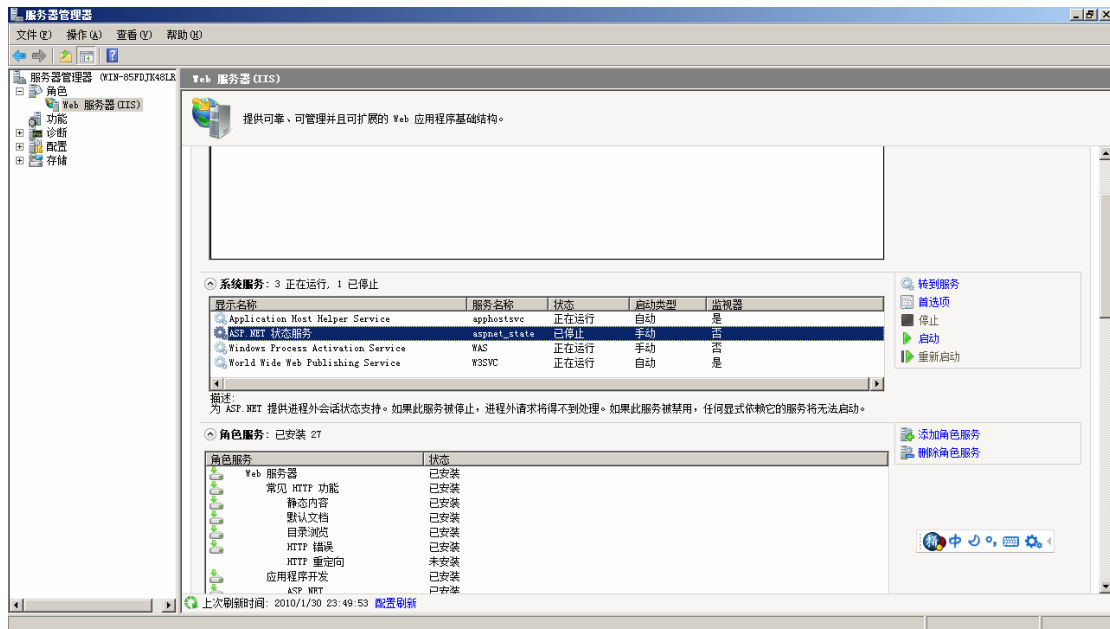 服务器管理器
文件(F) 操作(A) 查看(V) 帮助(H)
服务器管理器 (WIN-85FDJK48LR
角色
Web 服务器(IIS)
功能
诊断
配置
存储
Web 服务器(IIS)
提供可靠、可管理并且可扩展的 Web 应用程序基础结构。
系统服务: 3 正在运行, 1 已停止
显示名称 服务名称 状态 启动类型 监视器
Application Host Helper Service apphostsvc 正在运行 自动 是
ASP.NET 状态服务 aspnet_state 已停止 手动 否
Windows Process Activation Service WAS 正在运行 手动 否
World Wide Web Publishing Service W3SVC 正在运行 自动 是
转到服务
首选项
停止
启动
重新启动
描述:
为 ASP.NET 提供进程外会话状态支持。如果此服务被停止，进程外请求将得不到处理。如果此服务被禁用，任何显式依赖它的服务将无法启动。
角色服务: 已安装 27
添加角色服务
删除角色服务
角色服务 状态
Web 服务器 已安装
常见 HTTP 功能 已安装
静态内容 已安装
默认文档 已安装
目录浏览 已安装
HTTP 错误 已安装
HTTP 重定向 未安装
应用程序开发 已安装
ASP.NET 已安装
中
上次刷新时间: 2010/1/30 23:49:53 配置刷新